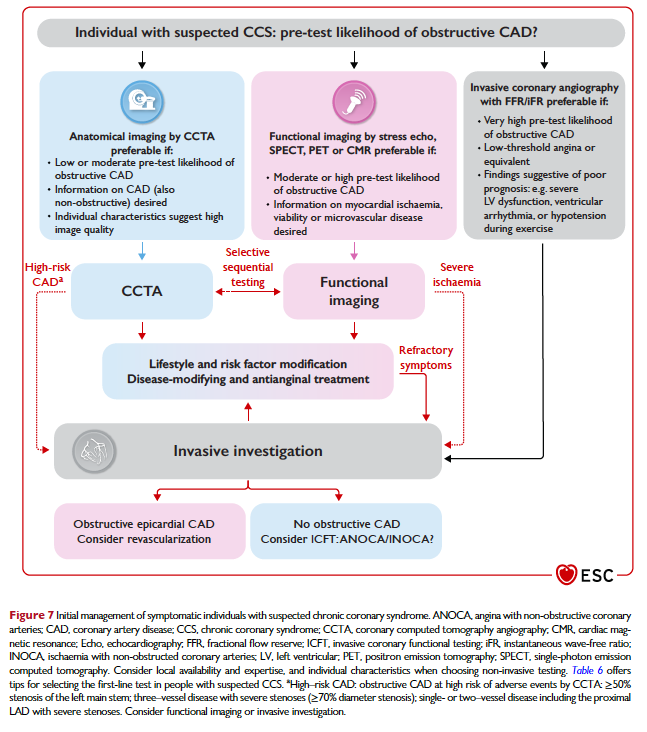 Individual with suspected CCS: pre-test likelihood of obstructive CAD?
Anatomical imaging by CCTA
preferable if:
• Low or moderate pre-test likelihood of
obstructive CAD
• Information on CAD (also
non-obstructive) desired
• Individual characteristics suggest high
image quality
Functional imaging by stress echo,
SPECT, PET or CMR preferable if:
• Moderate or high pre-test likelihood
of obstructive CAD
• Information on myocardial ischaemia,
viability or microvascular disease
desired
Invasive coronary angiography
with FFR/iFR preferable if:
• Very high pre-test likelihood
of obstructive CAD
• Low-threshold angina or
equivalent
• Findings suggestive of poor
prognosis: e.g. severe
LV dysfunction, ventricular
arrhythmia, or hypotension
during exercise
High-risk
CADᵃ
CCTA
Selective
sequential
testing
Functional
imaging
Severe
ischaemia
Lifestyle and risk factor modification
Disease-modifying and antianginal treatment
Refractory
symptoms
Invasive investigation
Obstructive epicardial CAD
Consider revascularization
No obstructive CAD
Consider ICFT: ANOCA/INOCA?
ESC
Figure 7 Initial management of symptomatic individuals with suspected chronic coronary syndrome. ANOCA, angina with non-obstructive coronary
arteries; CAD, coronary artery disease; CCS, chronic coronary syndrome; CCTA, coronary computed tomography angiography; CMR, cardiac mag-
netic resonance; Echo, echocardiography; FFR, fractional flow reserve; ICFT, invasive coronary functional testing; iFR, instantaneous wave-free ratio;
INOCA, ischaemia with non-obstructed coronary arteries; LV, left ventricular; PET, positron emission tomography; SPECT, single-photon emission
computed tomography. Consider local availability and expertise, and individual characteristics when choosing non-invasive testing. Table 6 offers
tips for selecting the first-line test in people with suspected CCS. ᵃHigh–risk CAD: obstructive CAD at high risk of adverse events by CCTA: ≥50%
stenosis of the left main stem; three–vessel disease with severe stenoses (≥70% diameter stenosis); single- or two–vessel disease including the proximal
LAD with severe stenoses. Consider functional imaging or invasive investigation.